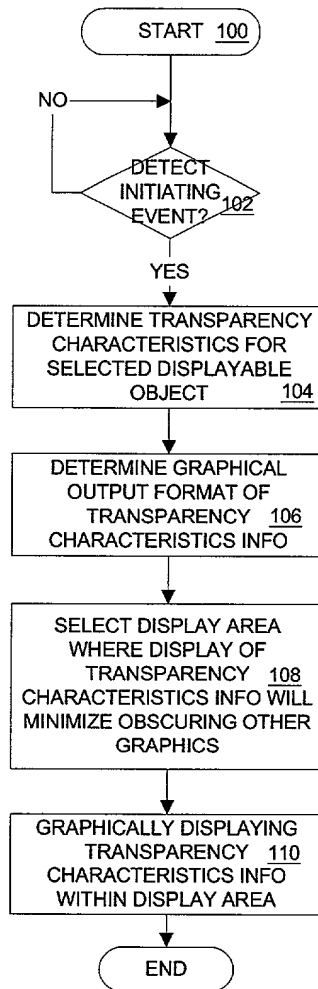 START 100
NO
DETECT
INITIATING
EVENT? 102
YES
DETERMINE TRANSPARENCY
CHARACTERISTICS FOR
SELECTED DISPLAYABLE
OBJECT 104
DETERMINE GRAPHICAL
OUTPUT FORMAT OF
TRANSPARENCY 106
CHARACTERISTICS INFO
SELECT DISPLAY AREA
WHERE DISPLAY OF
TRANSPARENCY 108
CHARACTERISTICS INFO WILL
MINIMIZE OBSCURING OTHER
GRAPHICS
GRAPHICALLY DISPLAYING
TRANSPARENCY 110
CHARACTERISTICS INFO
WITHIN DISPLAY AREA
END